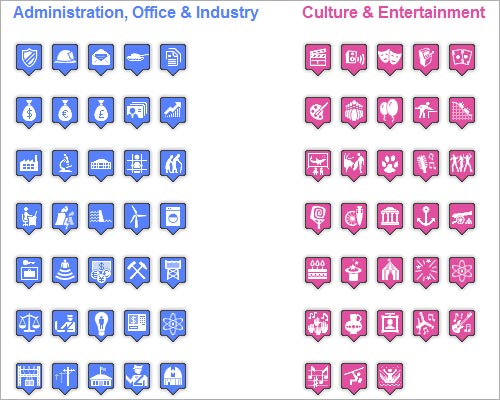 Administration, Office & Industry
Culture & Entertainment
$
€
£